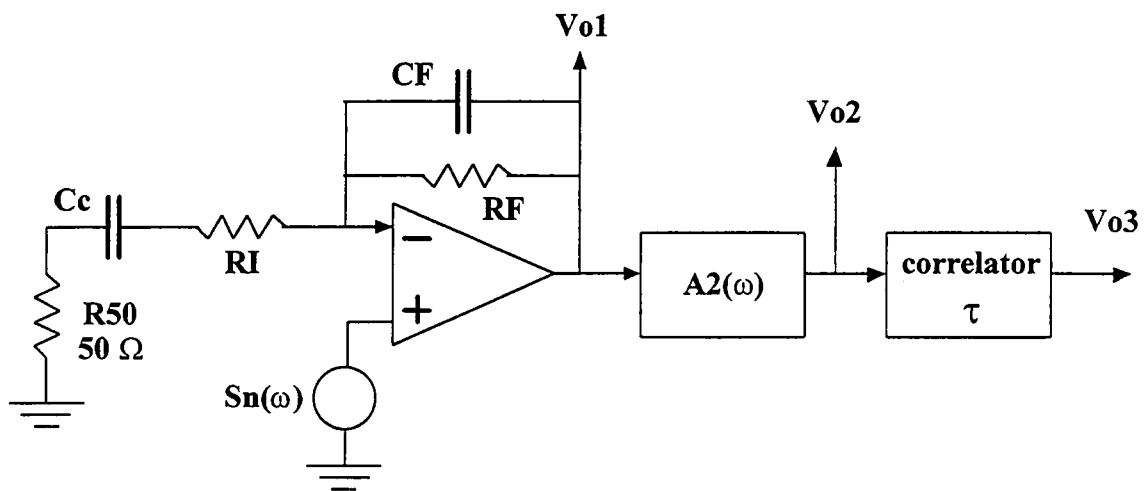 Vo1
CF
Vo2
RF
Cc
RI
Vo3
−
+
A2(ω)
correlator
τ
R50
50 Ω
Sn(ω)